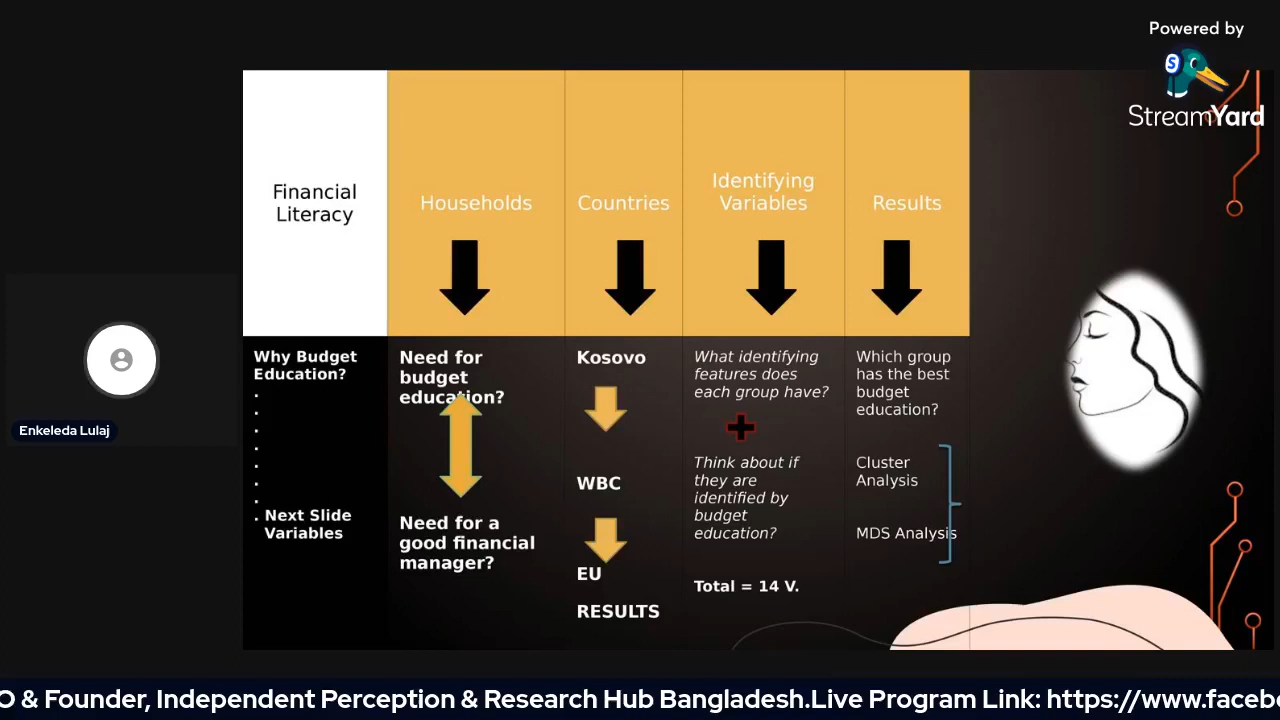 Powered by
S
StreamYard
Financial
Literacy
Households
Countries
Identifying
Variables
Results
Why Budget
Education?
.
.
.
.
.
.
.
. Next Slide
Variables
Need for
budget
education?
Need for a
good financial
manager?
Kosovo
WBC
EU
RESULTS
What identifying
features does
each group have?
Think about if
they are
identified by
budget
education?
Total = 14 V.
Which group
has the best
budget
education?
Cluster
Analysis
MDS Analysis
Enkeleda Lulaj
O & Founder, Independent Perception & Research Hub Bangladesh.Live Program Link: https://www.facebo